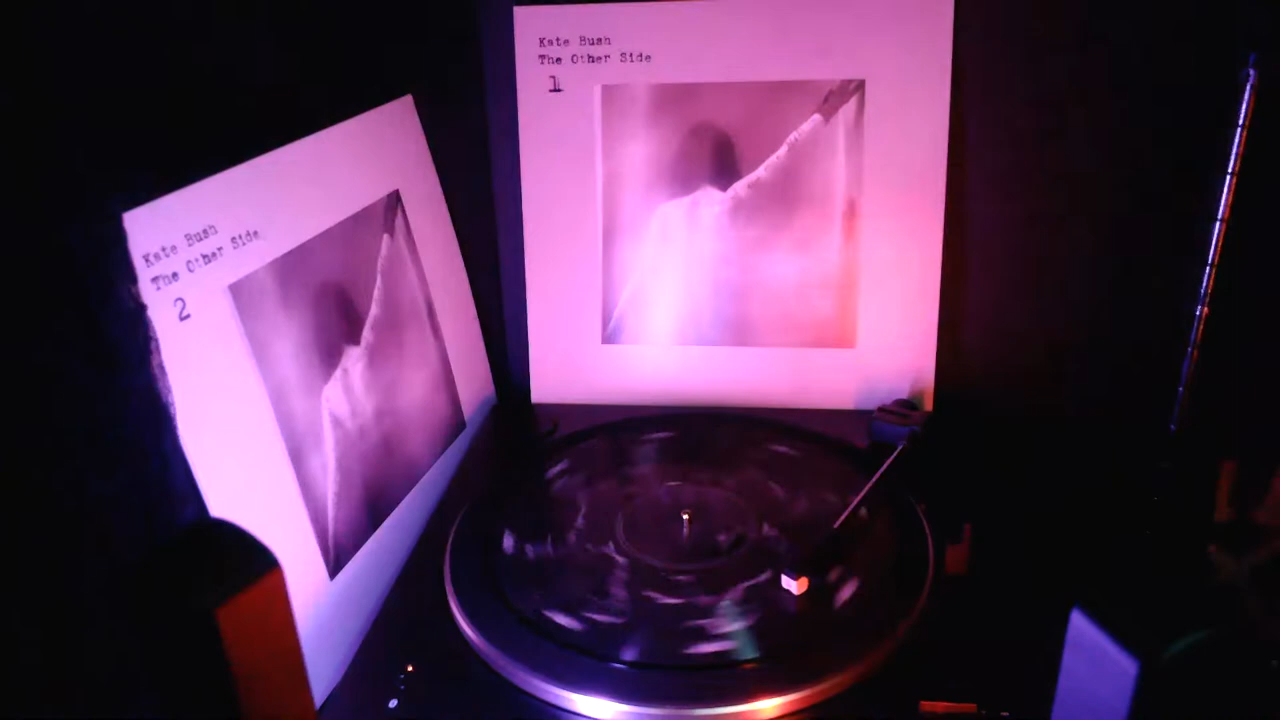 Kate Bush
The Other Side
1
Kate Bush
The Other Side
2